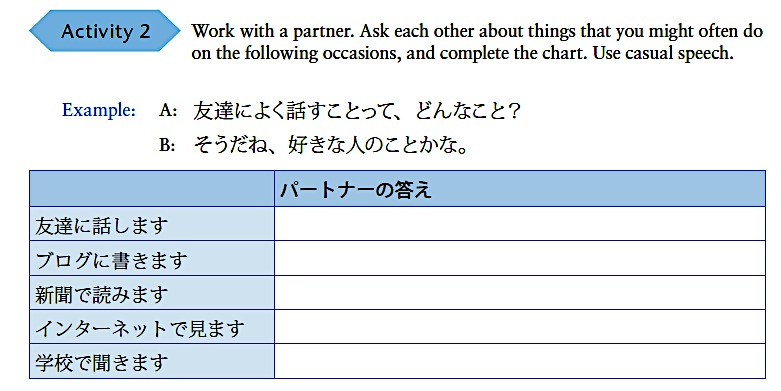 Activity 2
Work with a partner. Ask each other about things that you might often do
on the following occasions, and complete the chart. Use casual speech.
Example: A: 友達によく話すことって、どんなこと？
B: そうだね、好きな人のことかな。
パートナーの答え
友達に話します
ブログに書きます
新聞で読みます
インターネットで見ます
学校で聞きます